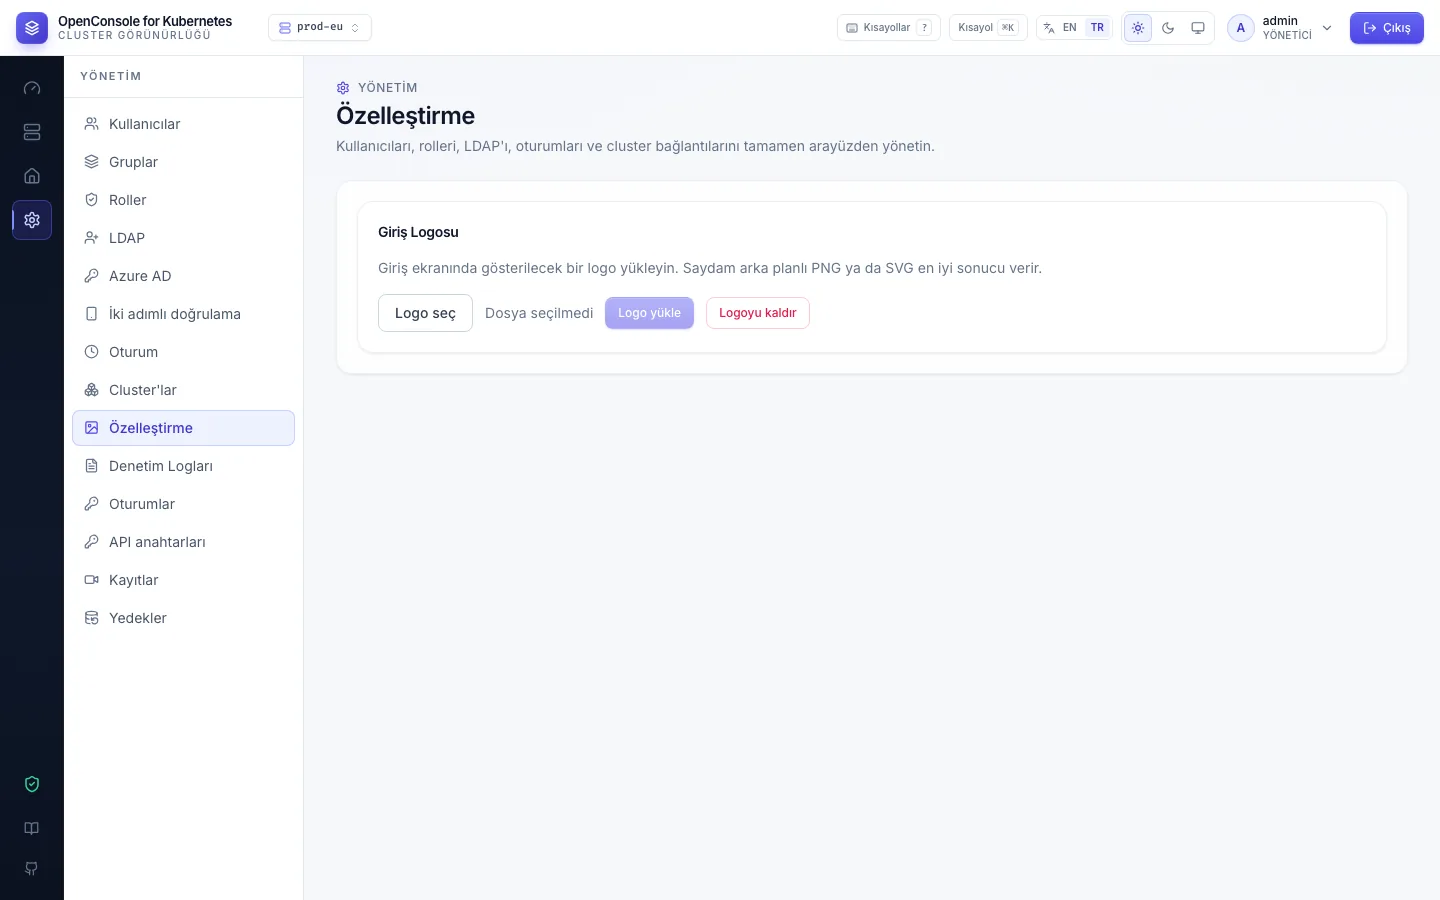 OpenConsole for Kubernetes
CLUSTER GÖRÜNÜRLÜĞÜ
prod-eu
Kısayollar ?
Kısayol ⌘K
EN TR
A
admin
YÖNETİCİ
Çıkış
YÖNETİM
Kullanıcılar
Gruplar
Roller
LDAP
Azure AD
İki adımlı doğrulama
Oturum
Cluster'lar
Özelleştirme
Denetim Logları
Oturumlar
API anahtarları
Kayıtlar
Yedekler
YÖNETİM
Özelleştirme
Kullanıcıları, rolleri, LDAP'ı, oturumları ve cluster bağlantılarını tamamen arayüzden yönetin.
Giriş Logosu
Giriş ekranında gösterilecek bir logo yükleyin. Saydam arka planlı PNG ya da SVG en iyi sonucu verir.
Logo seç Dosya seçilmedi Logo yükle Logoyu kaldır